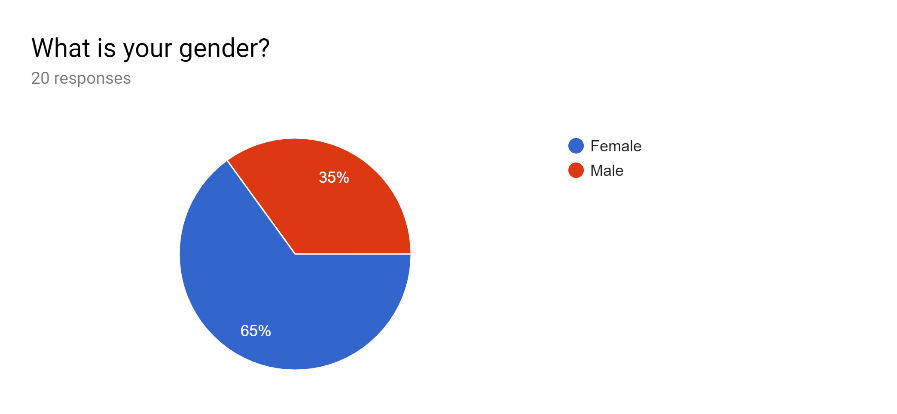 What is your gender?
20 responses
Female
Male
35%
65%